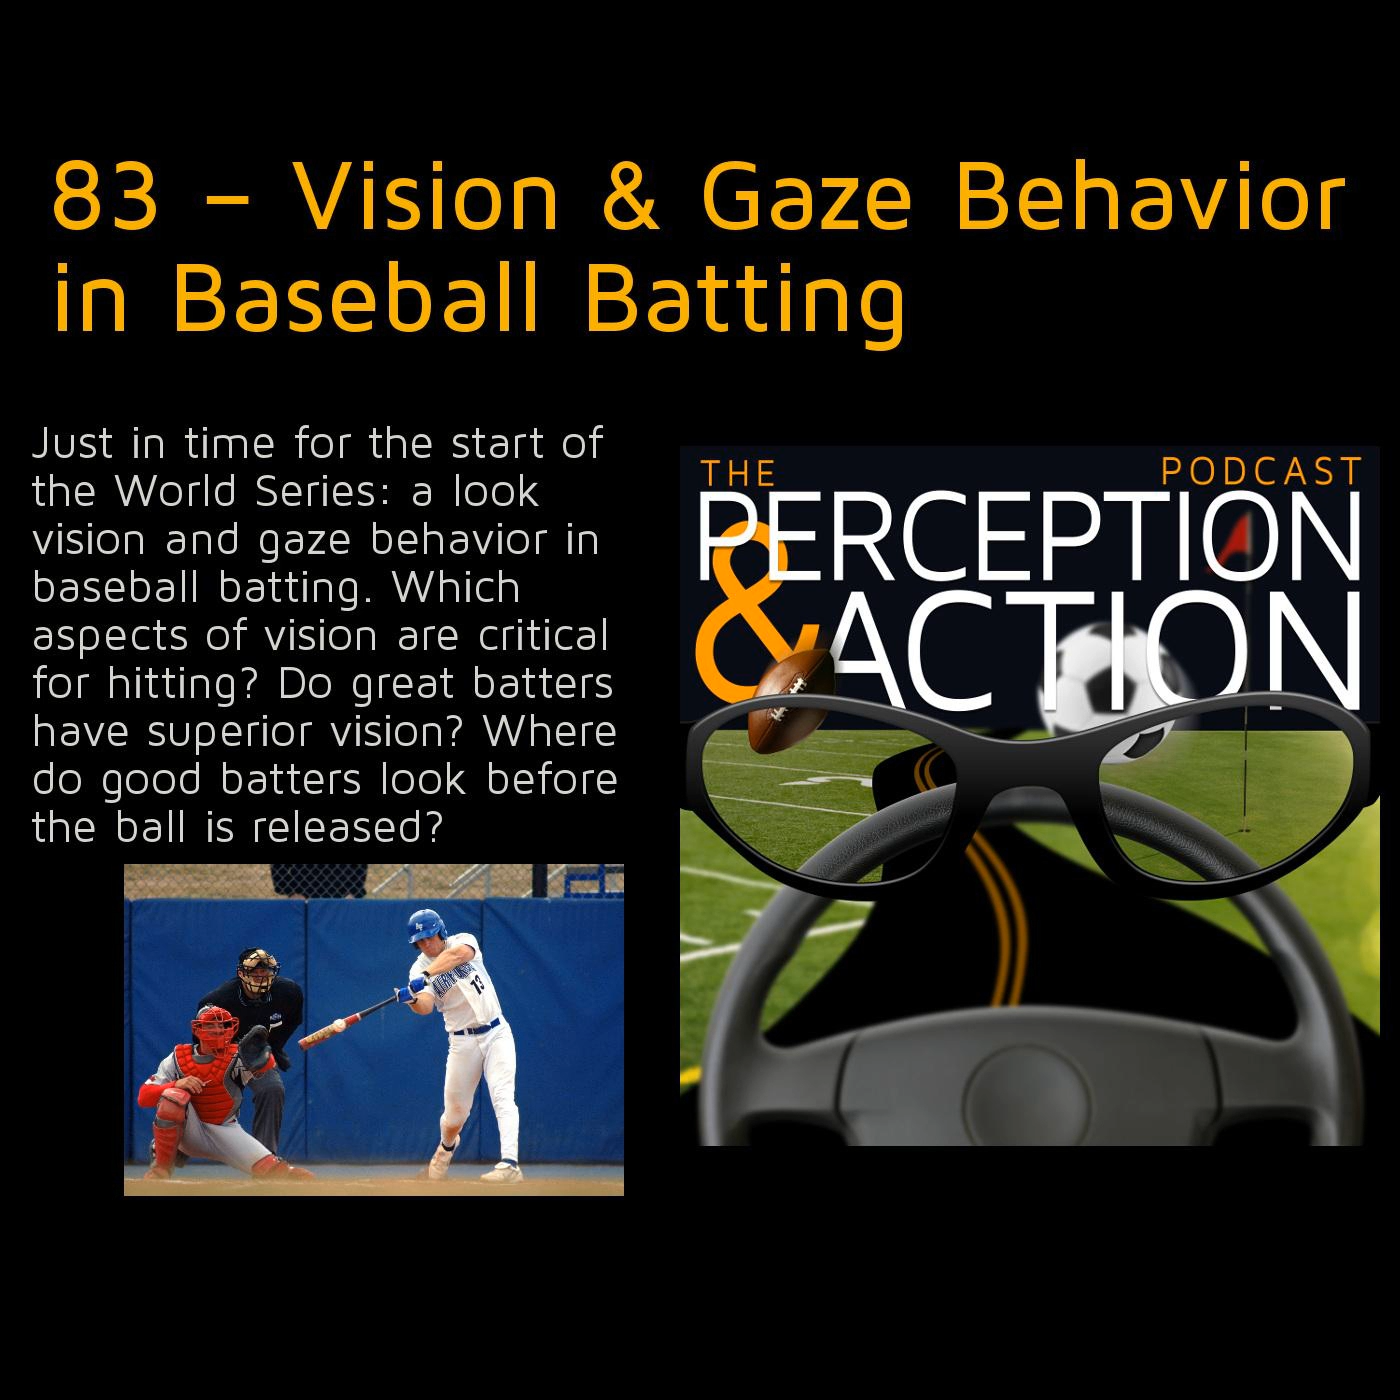 83 – Vision & Gaze Behavior
in Baseball Batting
Just in time for the start of
the World Series: a look
vision and gaze behavior in
baseball batting. Which
aspects of vision are critical
for hitting? Do great batters
have superior vision? Where
do good batters look before
the ball is released?
THE PODCAST
PERCEPTION
& ACTION
13